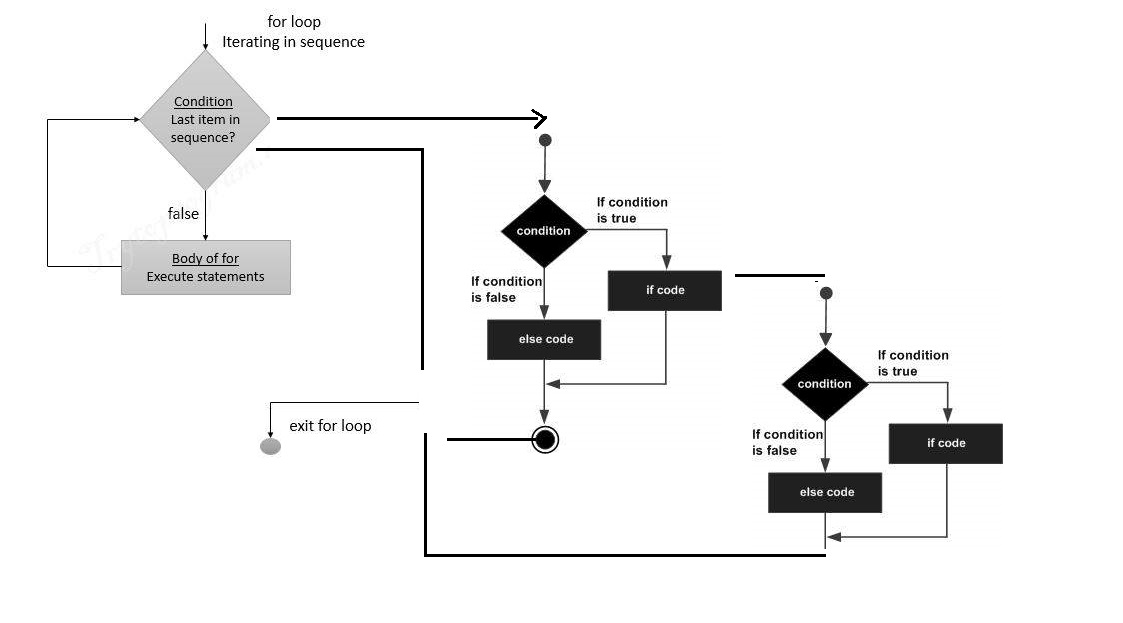 for loop
Iterating in sequence
Condition
Last item in
sequence?
false
Body of for
Execute statements
exit for loop
If condition
is true
condition
If condition
is false
if code
else code
If condition
is true
condition
If condition
is false
if code
else code